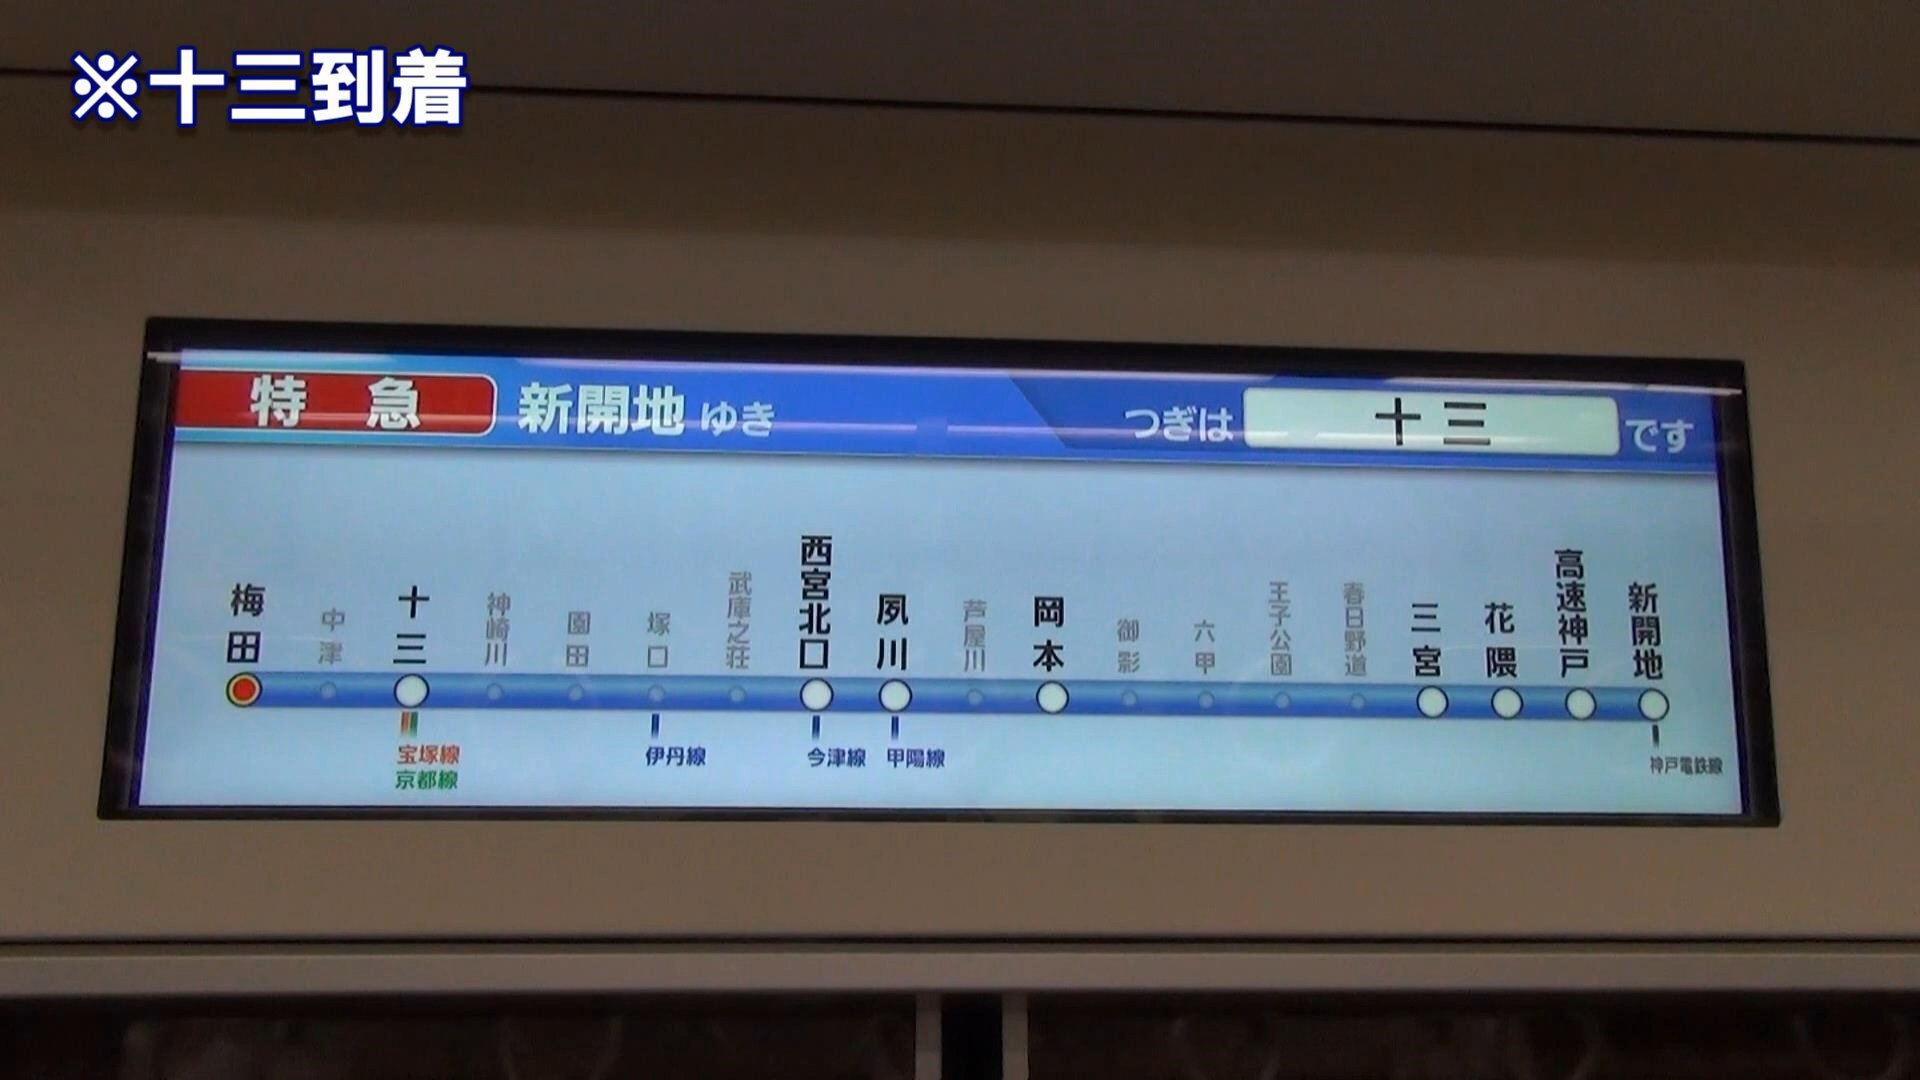 ※十三到着
特急 新開地ゆき つぎは 十三 です
梅田
中津
十三
神崎川
園田
塚口
武庫之荘
西宮北口
夙川
芦屋川
岡本
御影
六甲
王子公園
春日野道
三宮
花隈
高速神戸
新開地
宝塚線
京都線
伊丹線
今津線
甲陽線
神戸電鉄線